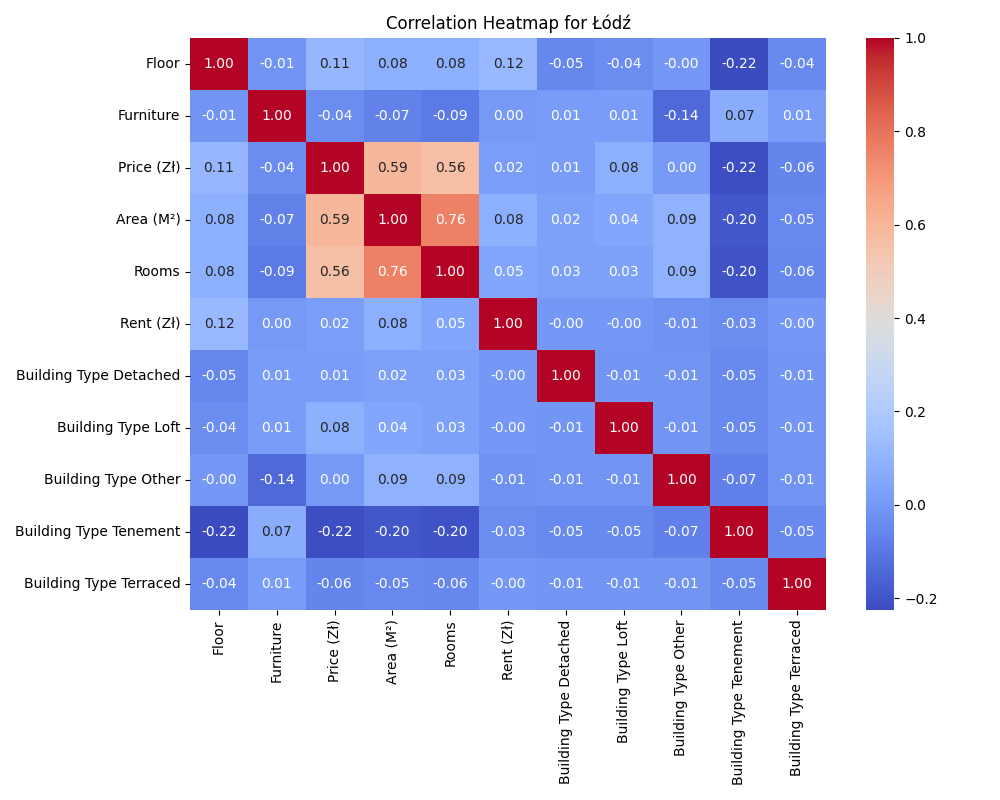 Correlation Heatmap for Łódź
Floor 1.00 -0.01 0.11 0.08 0.08 0.12 -0.05 -0.04 -0.00 -0.22 -0.04
Furniture -0.01 1.00 -0.04 -0.07 -0.09 0.00 0.01 0.01 -0.14 0.07 0.01
Price (Zł) 0.11 -0.04 1.00 0.59 0.56 0.02 0.01 0.08 0.00 -0.22 -0.06
Area (M²) 0.08 -0.07 0.59 1.00 0.76 0.08 0.02 0.04 0.09 -0.20 -0.05
Rooms 0.08 -0.09 0.56 0.76 1.00 0.05 0.03 0.03 0.09 -0.20 -0.06
Rent (Zł) 0.12 0.00 0.02 0.08 0.05 1.00 -0.00 -0.00 -0.01 -0.03 -0.00
Building Type Detached -0.05 0.01 0.01 0.02 0.03 -0.00 1.00 -0.01 -0.01 -0.05 -0.01
Building Type Loft -0.04 0.01 0.08 0.04 0.03 -0.00 -0.01 1.00 -0.01 -0.05 -0.01
Building Type Other -0.00 -0.14 0.00 0.09 0.09 -0.01 -0.01 -0.01 1.00 -0.07 -0.01
Building Type Tenement -0.22 0.07 -0.22 -0.20 -0.20 -0.03 -0.05 -0.05 -0.07 1.00 -0.05
Building Type Terraced -0.04 0.01 -0.06 -0.05 -0.06 -0.00 -0.01 -0.01 -0.01 -0.05 1.00
Floor
Furniture
Price (Zł)
Area (M²)
Rooms
Rent (Zł)
Building Type Detached
Building Type Loft
Building Type Other
Building Type Tenement
Building Type Terraced
1.0
0.8
0.6
0.4
0.2
0.0
−0.2